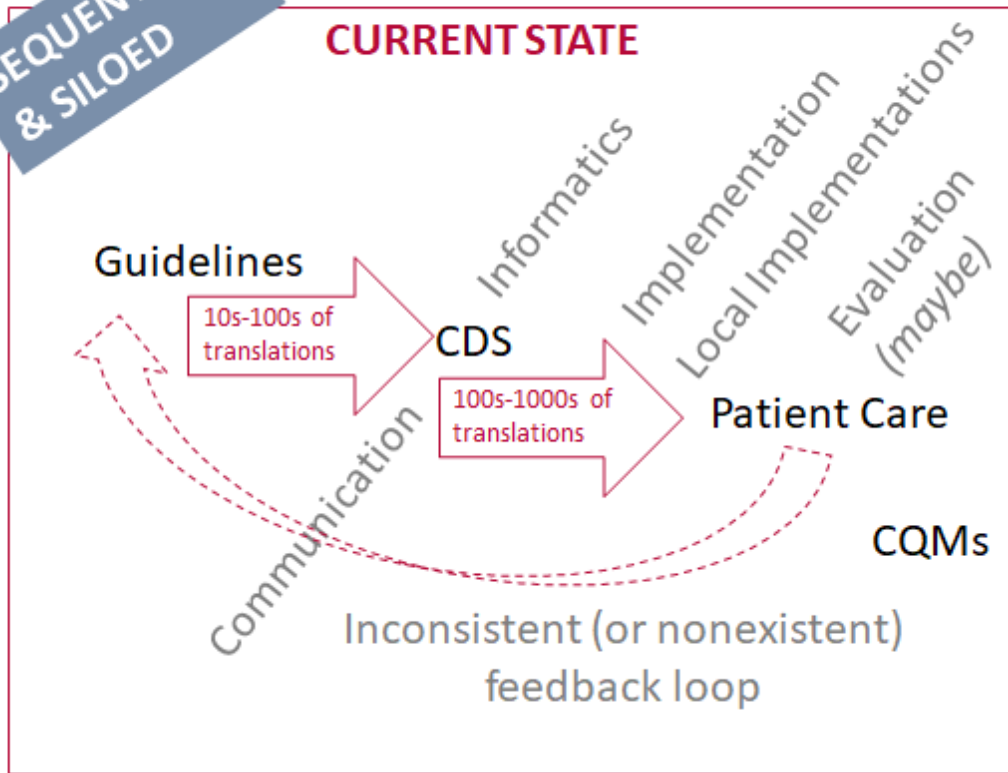 & SILOED
CURRENT STATE
Informatics
Implementation
Local Implementations
Evaluation
(maybe)
Guidelines
10s-100s of
translations
CDS
100s-1000s of
translations
Patient Care
Communication
CQMs
Inconsistent (or nonexistent)
feedback loop